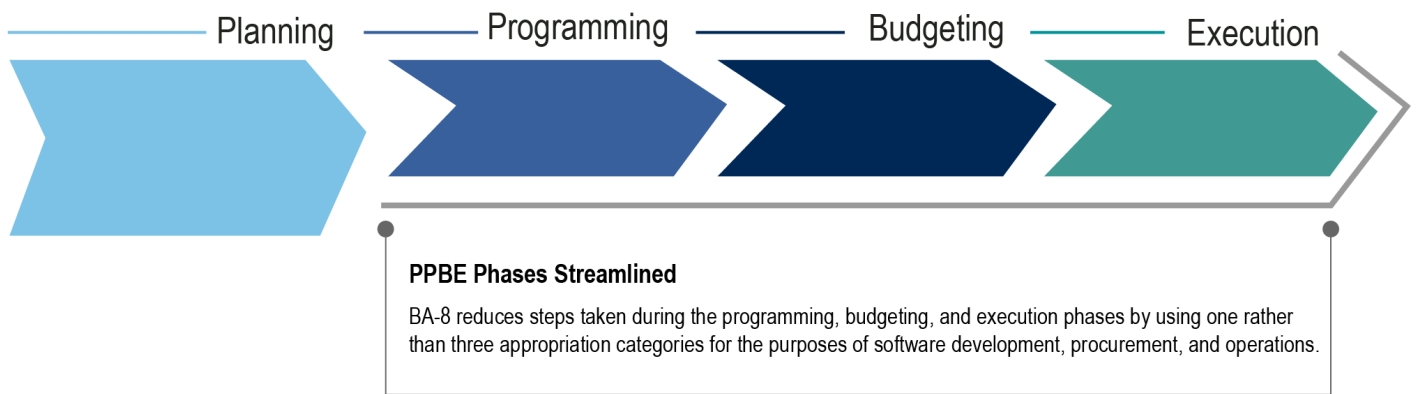 Planning
Programming
Budgeting
Execution
PPBE Phases Streamlined
BA-8 reduces steps taken during the programming, budgeting, and execution phases by using one rather
than three appropriation categories for the purposes of software development, procurement, and operations.